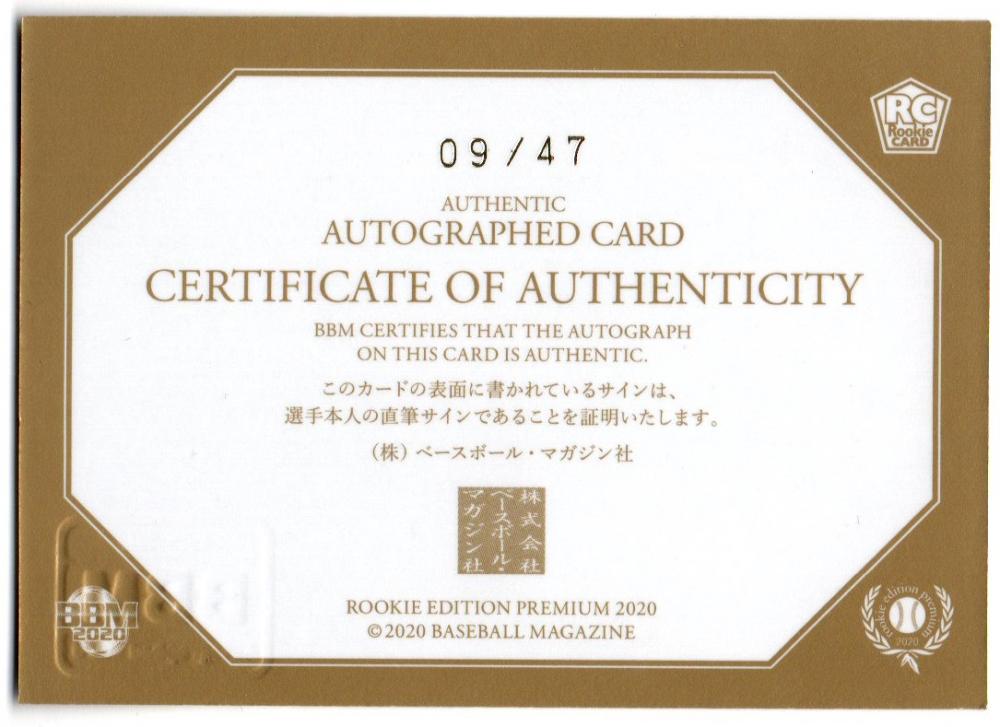 09/47
RC
Rookie
CARD
AUTHENTIC
AUTOGRAPHED CARD
CERTIFICATE OF AUTHENTICITY
BBM CERTIFIES THAT THE AUTOGRAPH
ON THIS CARD IS AUTHENTIC.
このカードの表面に書かれているサインは、
選手本人の直筆サインであることを証明いたします。
（株）ベースボール・マガジン社
株式会社
ベースボール・
マガジン社
ROOKIE EDITION PREMIUM 2020
©2020 BASEBALL MAGAZINE
BBM
2020
rookie edition premium
2020